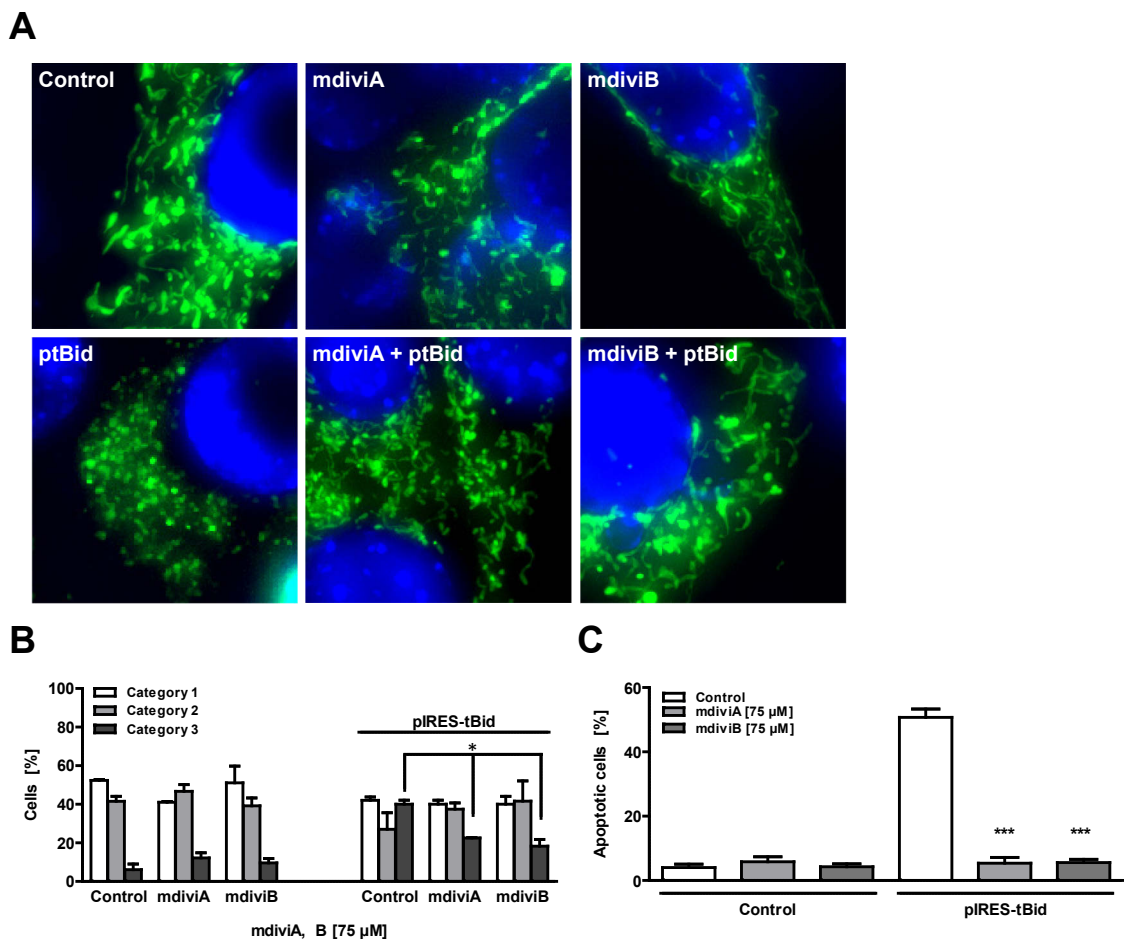 A
Control
mdiviA
mdiviB
ptBid
mdiviA + ptBid
mdiviB + ptBid
B
100
80
60
40
20
0
Cells [%]
Category 1
Category 2
Category 3
pIRES-tBid
*
Control mdiviA mdiviB Control mdiviA mdiviB
mdiviA, B [75 µM]
C
60
40
20
0
Apoptotic cells [%]
Control
mdiviA [75 µM]
mdiviB [75 µM]
*** ***
Control pIRES-tBid